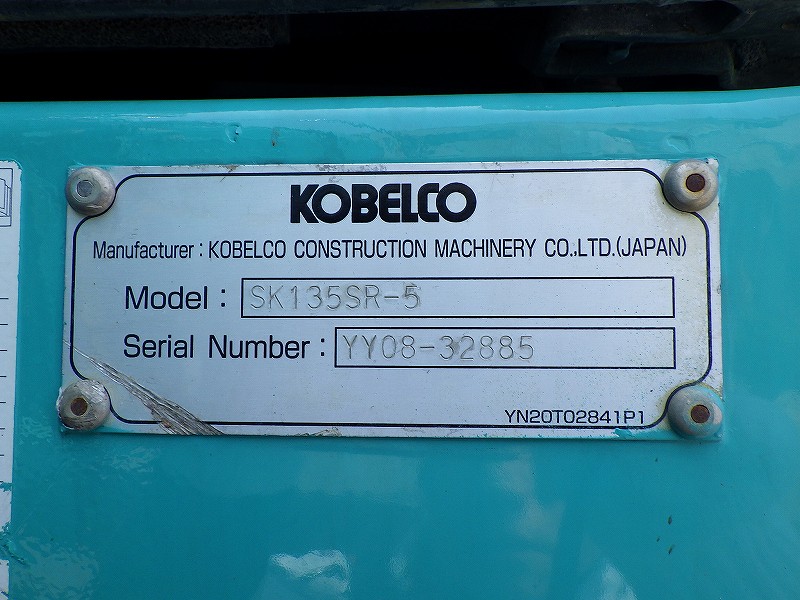 KOBELCO
Manufacturer : KOBELCO CONSTRUCTION MACHINERY CO.,LTD.(JAPAN)
Model : SK135SR-5
Serial Number : YY08-32885
YN20T02841P1